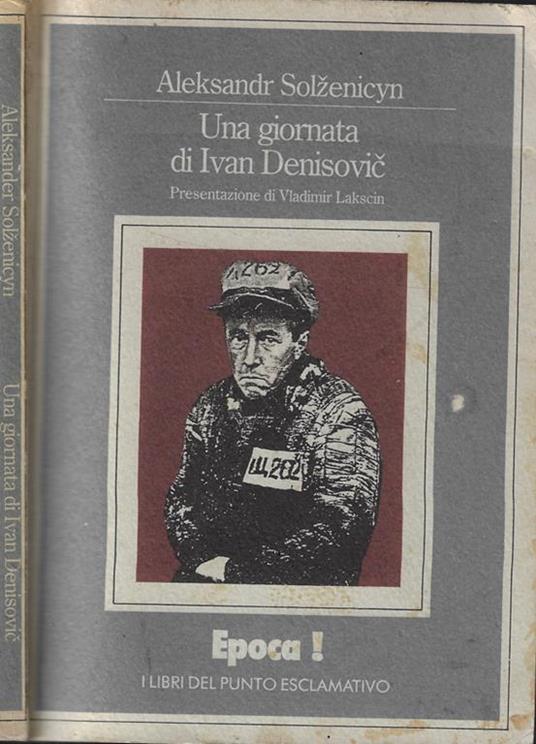 Aleksandr Solženicyn
Una giornata
di Ivan Denisovič
Presentazione di Vladimir Lakscin
Щ262
Щ262
Epoca !
I LIBRI DEL PUNTO ESCLAMATIVO
Aleksander Solženicyn
Una giornata di Ivan Denisovič